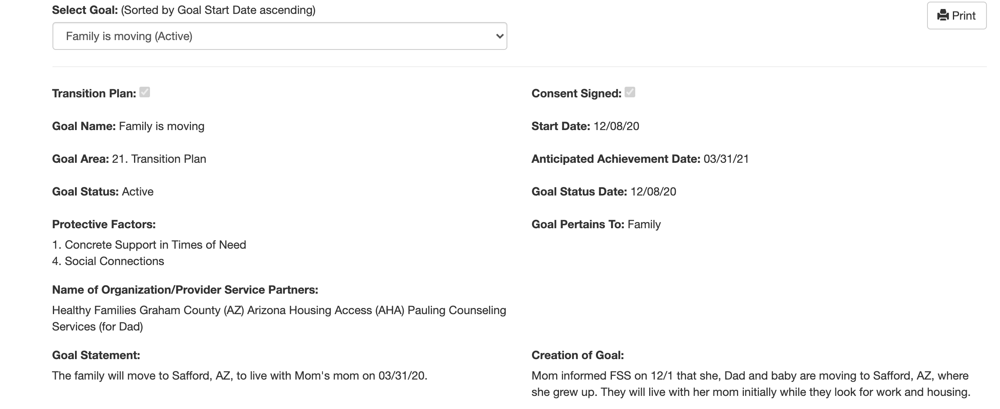 Select Goal: (Sorted by Goal Start Date ascending)
Print
Family is moving (Active)
Transition Plan:
Consent Signed:
Goal Name: Family is moving
Start Date: 12/08/20
Goal Area: 21. Transition Plan
Anticipated Achievement Date: 03/31/21
Goal Status: Active
Goal Status Date: 12/08/20
Protective Factors:
Goal Pertains To: Family
1. Concrete Support in Times of Need
4. Social Connections
Name of Organization/Provider Service Partners:
Healthy Families Graham County (AZ) Arizona Housing Access (AHA) Pauling Counseling
Services (for Dad)
Goal Statement:
The family will move to Safford, AZ, to live with Mom's mom on 03/31/20.
Creation of Goal:
Mom informed FSS on 12/1 that she, Dad and baby are moving to Safford, AZ, where
she grew up. They will live with her mom initially while they look for work and housing.